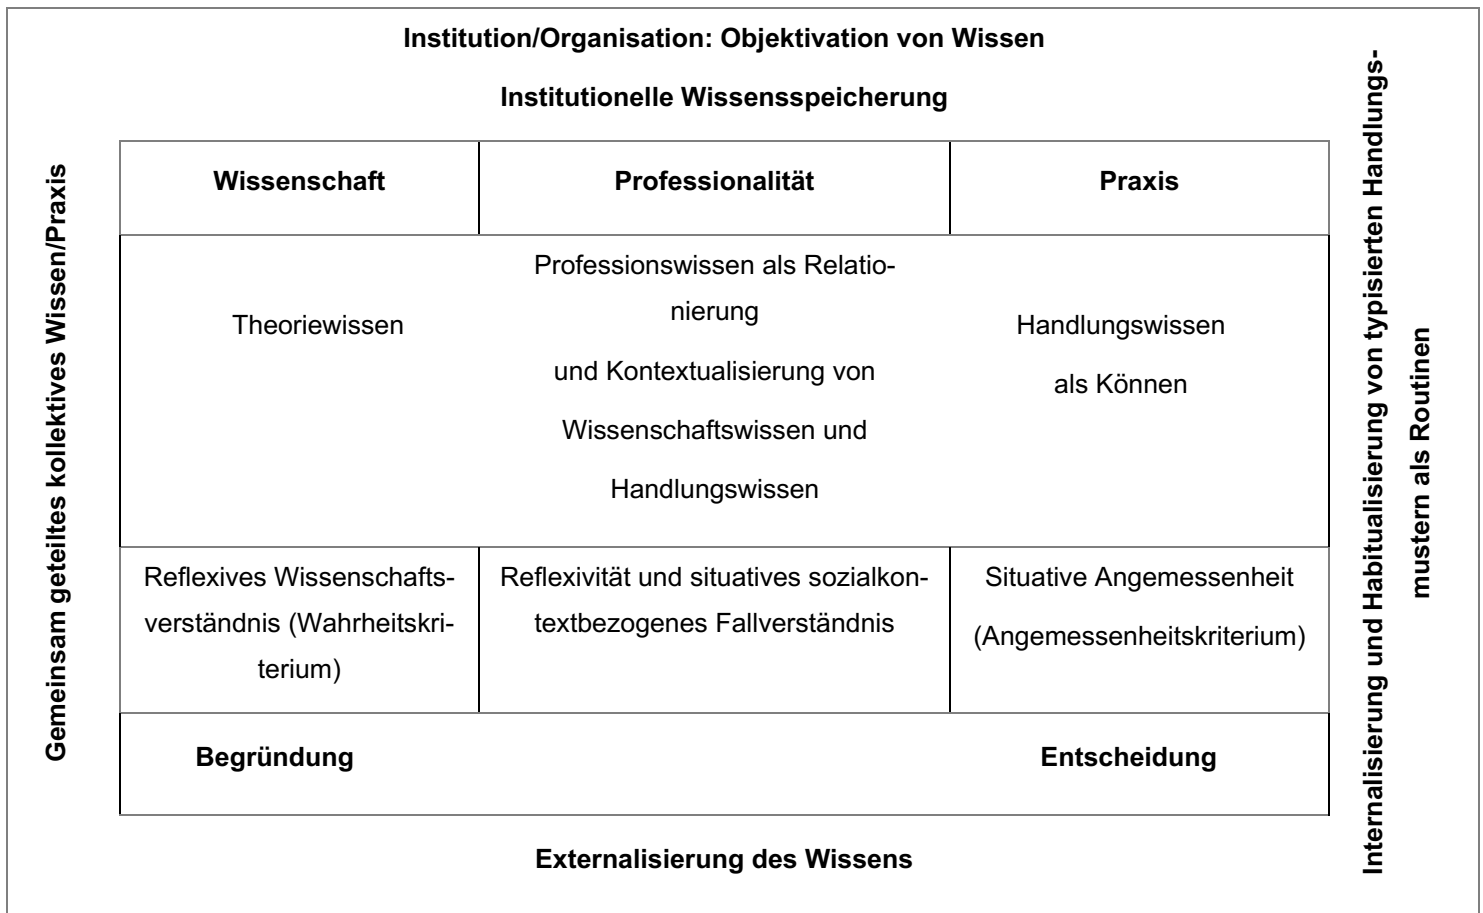 Institution/Organisation: Objektivation von Wissen
Institutionelle Wissensspeicherung
Gemeinsam geteiltes kollektives Wissen/Praxis
Wissenschaft
Professionalität
Praxis
Theoriewissen
Professionswissen als Relatio-
nierung
und Kontextualisierung von
Wissenschaftswissen und
Handlungswissen
Handlungswissen
als Können
Reflexives Wissenschafts-
verständnis (Wahrheitskri-
terium)
Reflexivität und situatives sozialkon-
textbezogenes Fallverständnis
Situative Angemessenheit
(Angemessenheitskriterium)
Begründung
Entscheidung
Externalisierung des Wissens
Internalisierung und Habitualisierung von typisierten Handlungs-
mustern als Routinen